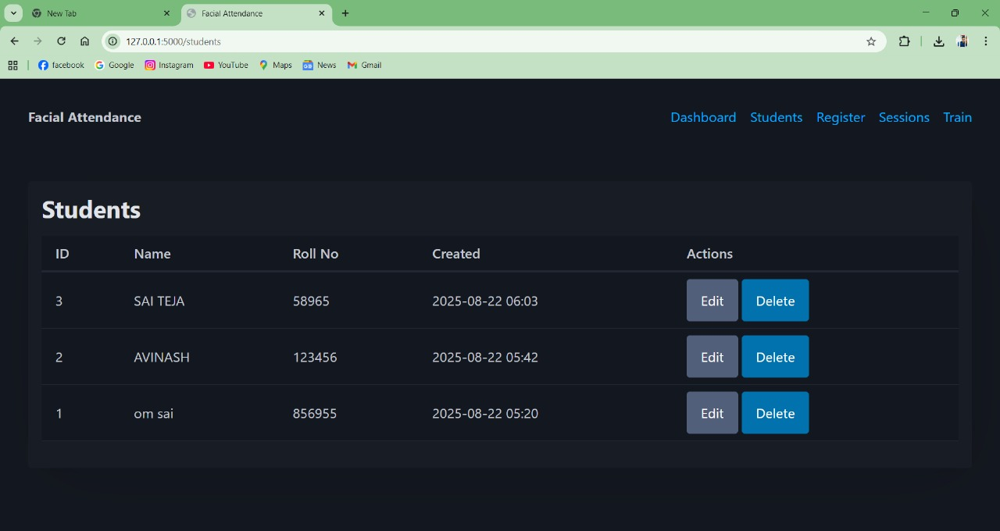 New Tab
Facial Attendance
127.0.0.1:5000/students
facebook Google Instagram YouTube Maps News Gmail
Facial Attendance Dashboard Students Register Sessions Train
Students
ID Name Roll No Created Actions
3 SAI TEJA 58965 2025-08-22 06:03 Edit Delete
2 AVINASH 123456 2025-08-22 05:42 Edit Delete
1 om sai 856955 2025-08-22 05:20 Edit Delete